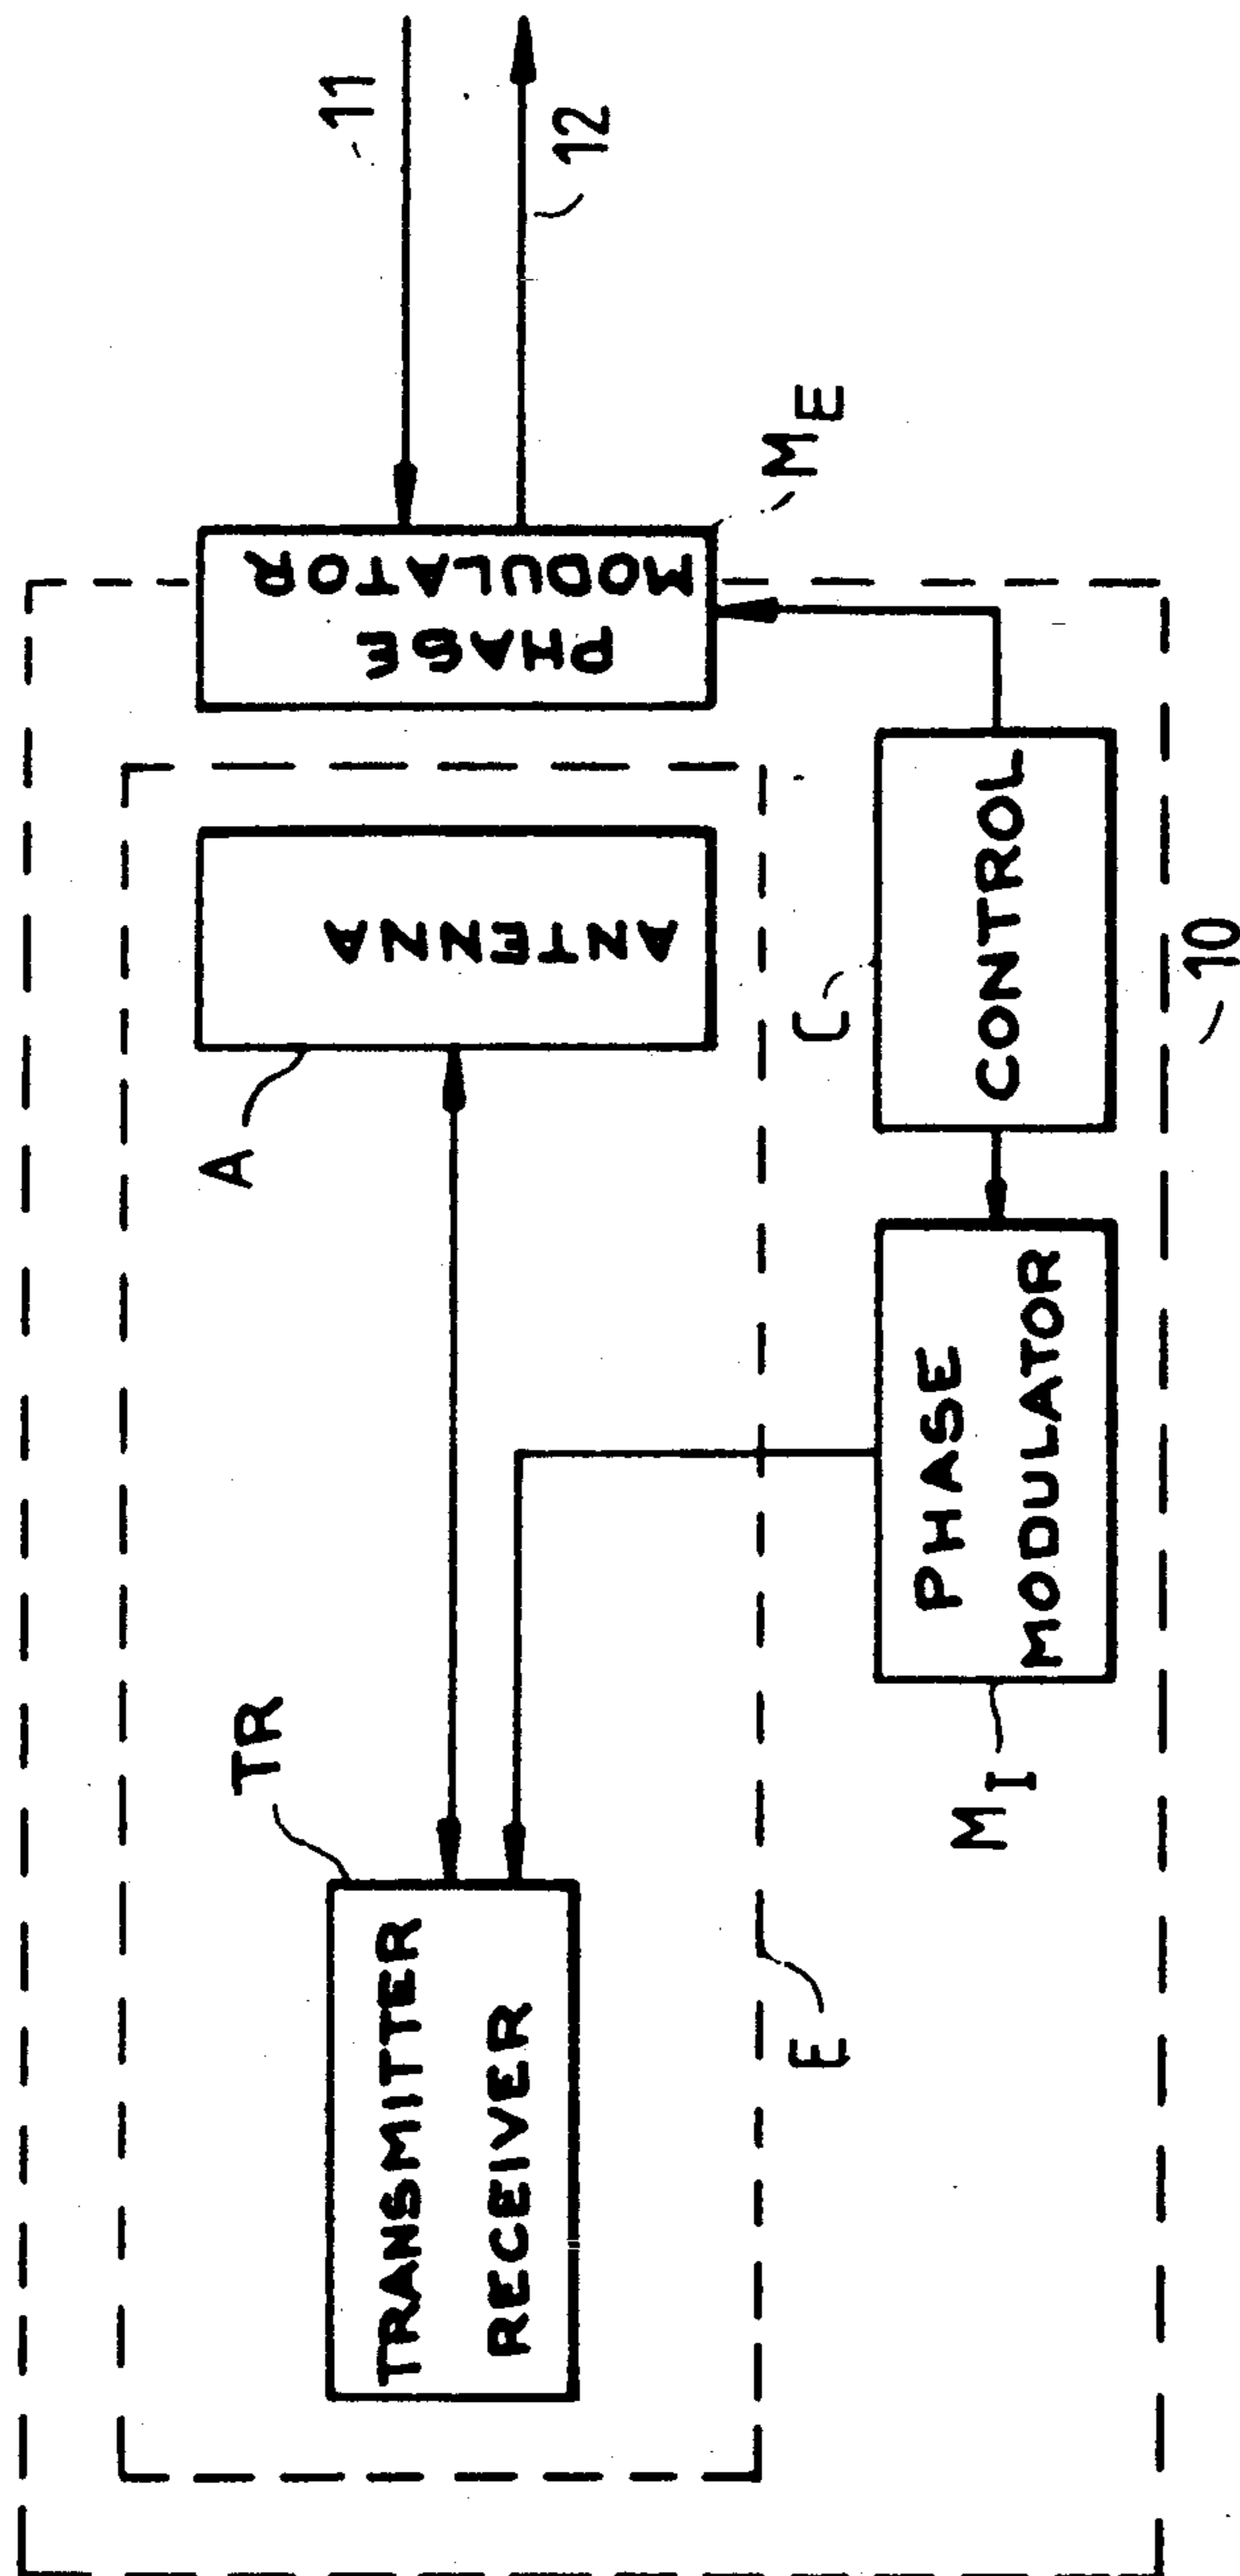 11
12
PHASE
MODULATOR
M_E
ANTENNA
A
C
CONTROL
10
TR
TRANSMITTER
RECEIVER
PHASE
MODULATOR
M_I
E